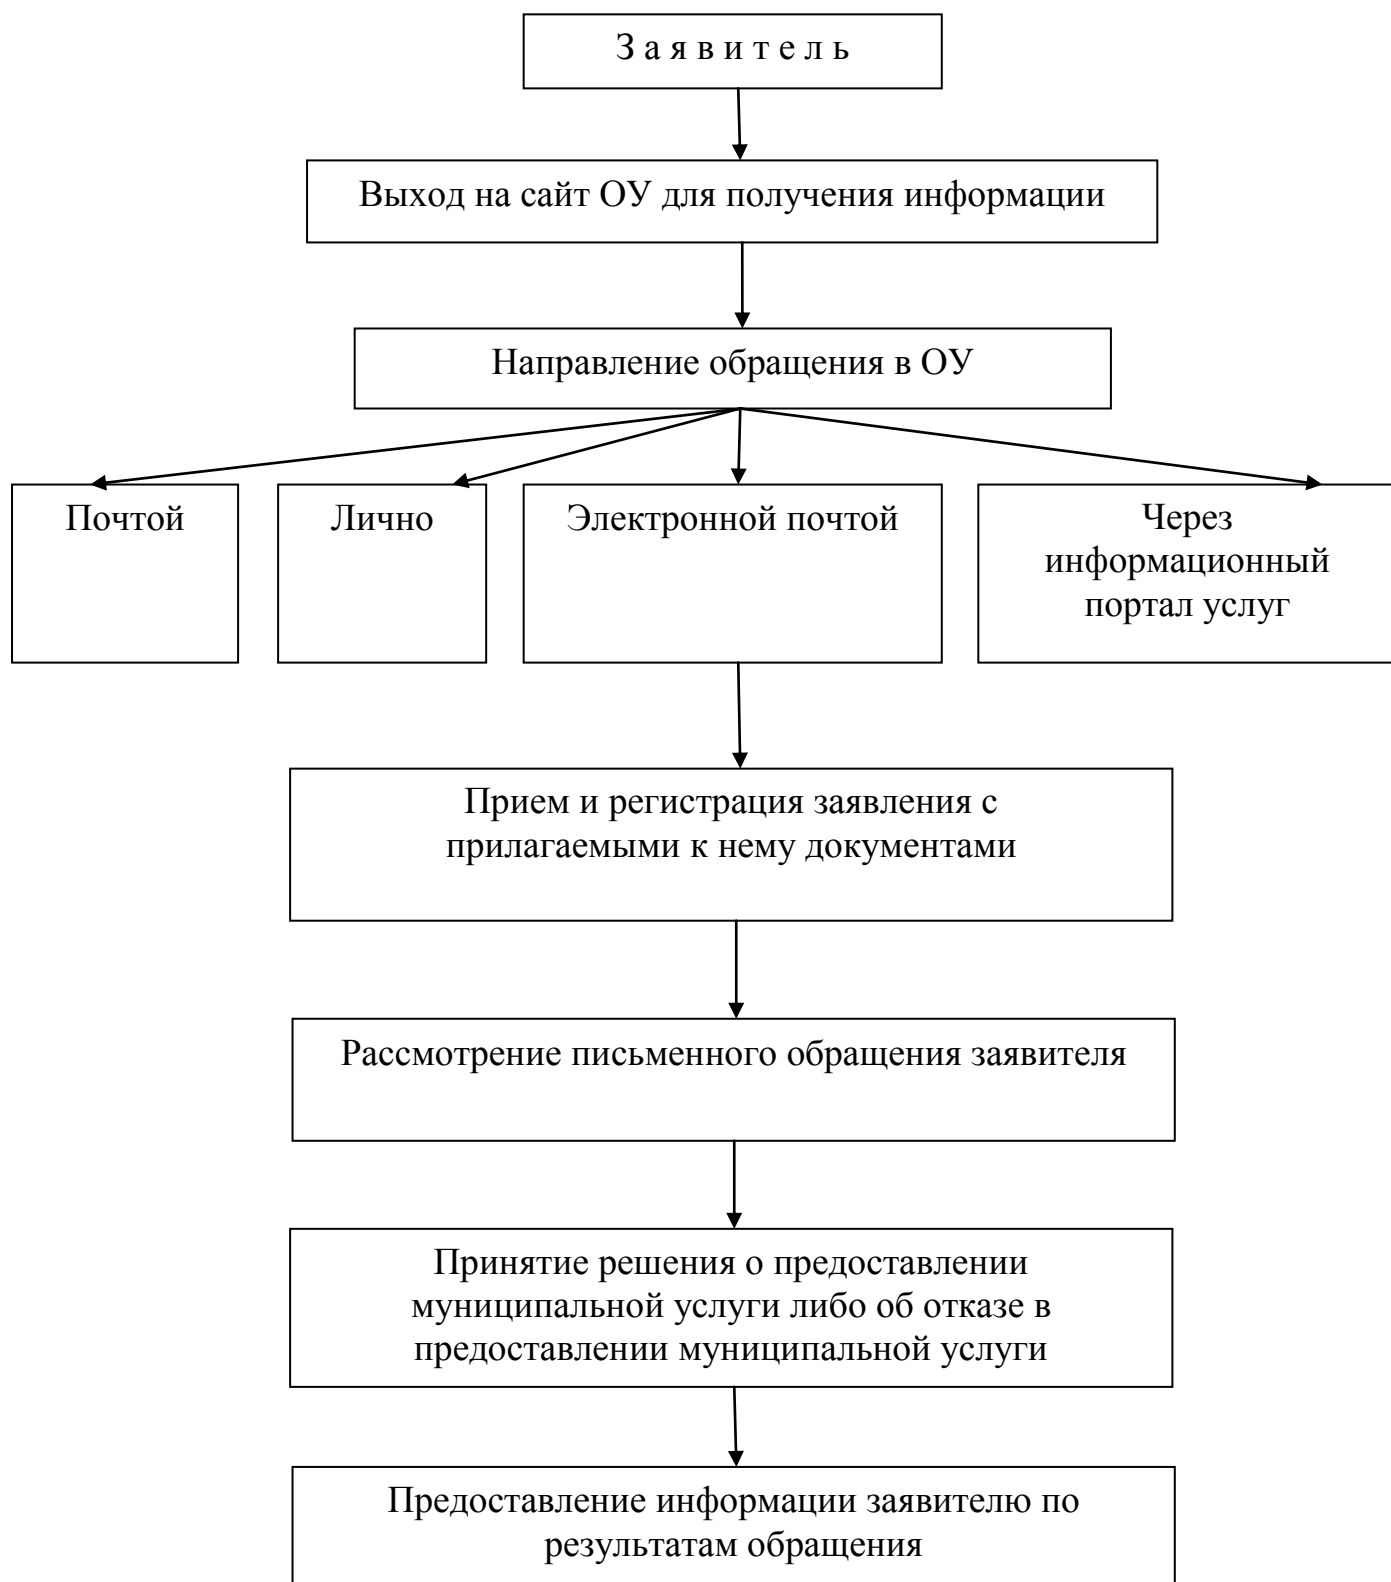 З а я в и т е л ь
Выход на сайт ОУ для получения информации
Направление обращения в ОУ
Почтой
Лично
Электронной почтой
Через
информационный
портал услуг
Прием и регистрация заявления с
прилагаемыми к нему документами
Рассмотрение письменного обращения заявителя
Принятие решения о предоставлении
муниципальной услуги либо об отказе в
предоставлении муниципальной услуги
Предоставление информации заявителю по
результатам обращения